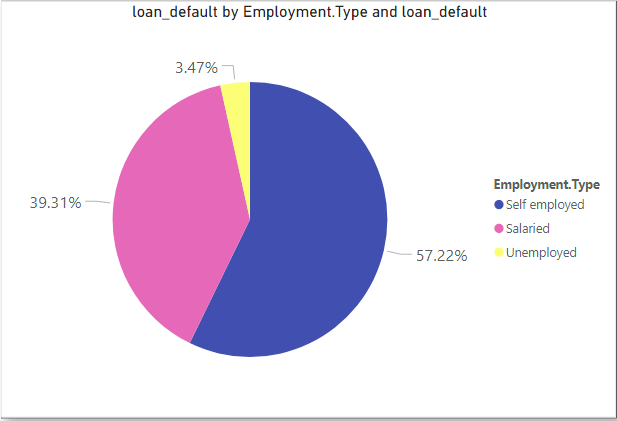 loan_default by Employment.Type and loan_default
3.47%
39.31%
57.22%
Employment.Type
Self employed
Salaried
Unemployed